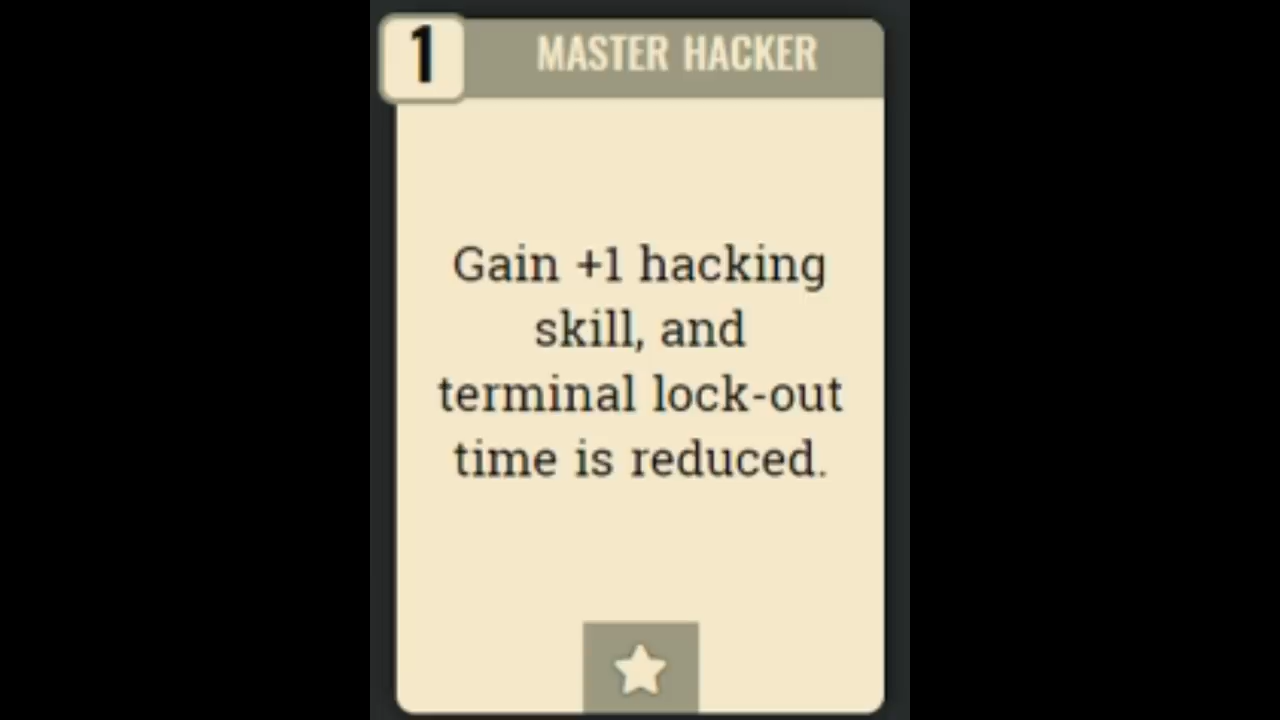 1
MASTER HACKER
Gain +1 hacking
skill, and
terminal lock-out
time is reduced.